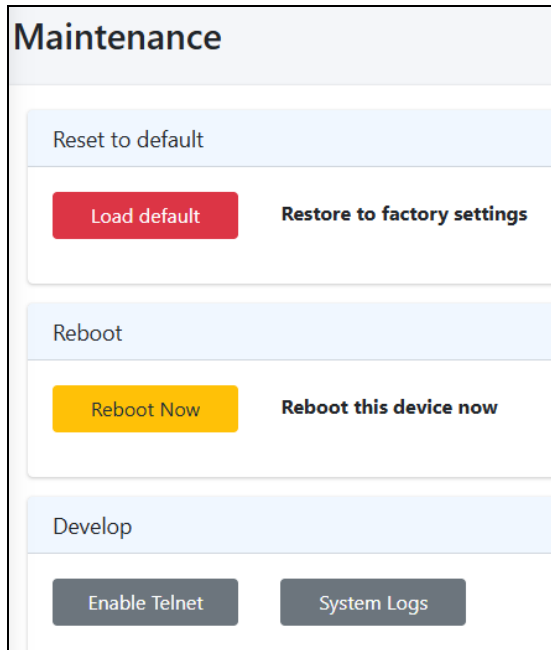 Maintenance
Reset to default
Load default Restore to factory settings
Reboot
Reboot Now Reboot this device now
Develop
Enable Telnet System Logs